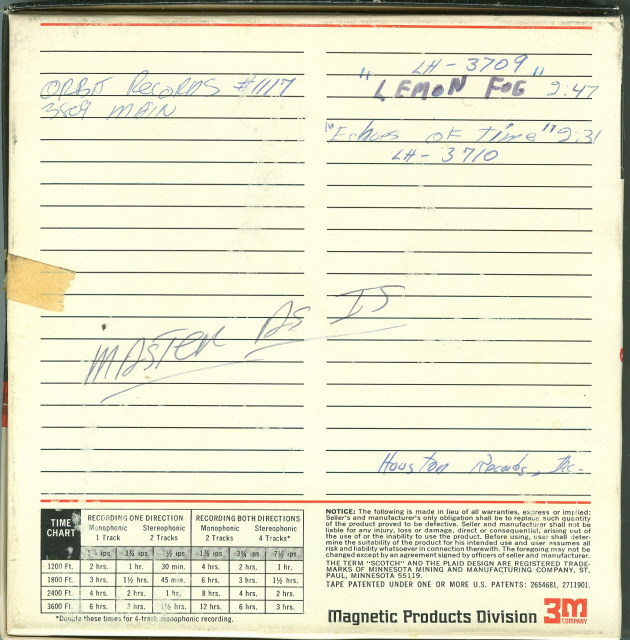 LH - 3709
ORBIT Records #1117 "LEMON FOG" 2:47
3809 MAIN
"Echoes of Time" 2:31
LH - 3710
MASTER AS IS
Houston Records, Inc.
TIME CHART
RECORDING ONE DIRECTION RECORDING BOTH DIRECTIONS
Monophonic Stereophonic Monophonic Stereophonic
1 Track 2 Tracks 2 Tracks 4 Tracks*
1⅞ ips 3¾ ips 7½ ips 1⅞ ips 3¾ ips 7½ ips
1200 Ft. 2 hrs. 1 hr. 30 min. 4 hrs. 2 hrs. 1 hr.
1800 Ft. 3 hrs. 1½ hrs. 45 min. 6 hrs. 3 hrs. 1½ hrs.
2400 Ft. 4 hrs. 2 hrs. 1 hr. 8 hrs. 4 hrs. 2 hrs.
3600 Ft. 6 hrs. 3 hrs. 1½ hrs. 12 hrs. 6 hrs. 3 hrs.
*Double these times for 4-track monophonic recording.
NOTICE: The following is made in lieu of all warranties, express or implied:
Seller's and manufacturer's only obligation shall be to replace such quantity
of the product proved to be defective. Seller and manufacturer shall not be
liable for any injury, loss or damage, direct or consequential, arising out of
the use of or the inability to use the product. Before using, user shall deter-
mine the suitability of the product for his intended use and user assumes all
risk and liability whatsoever in connection therewith. The foregoing may not be
changed except by an agreement signed by officers of seller and manufacturer.
THE TERM "SCOTCH" AND THE PLAID DESIGN ARE REGISTERED TRADE-
MARKS OF MINNESOTA MINING AND MANUFACTURING COMPANY, ST.
PAUL, MINNESOTA 55119.
TAPE PATENTED UNDER ONE OR MORE U.S. PATENTS: 2654681, 2711901.
Magnetic Products Division 3M
COMPANY